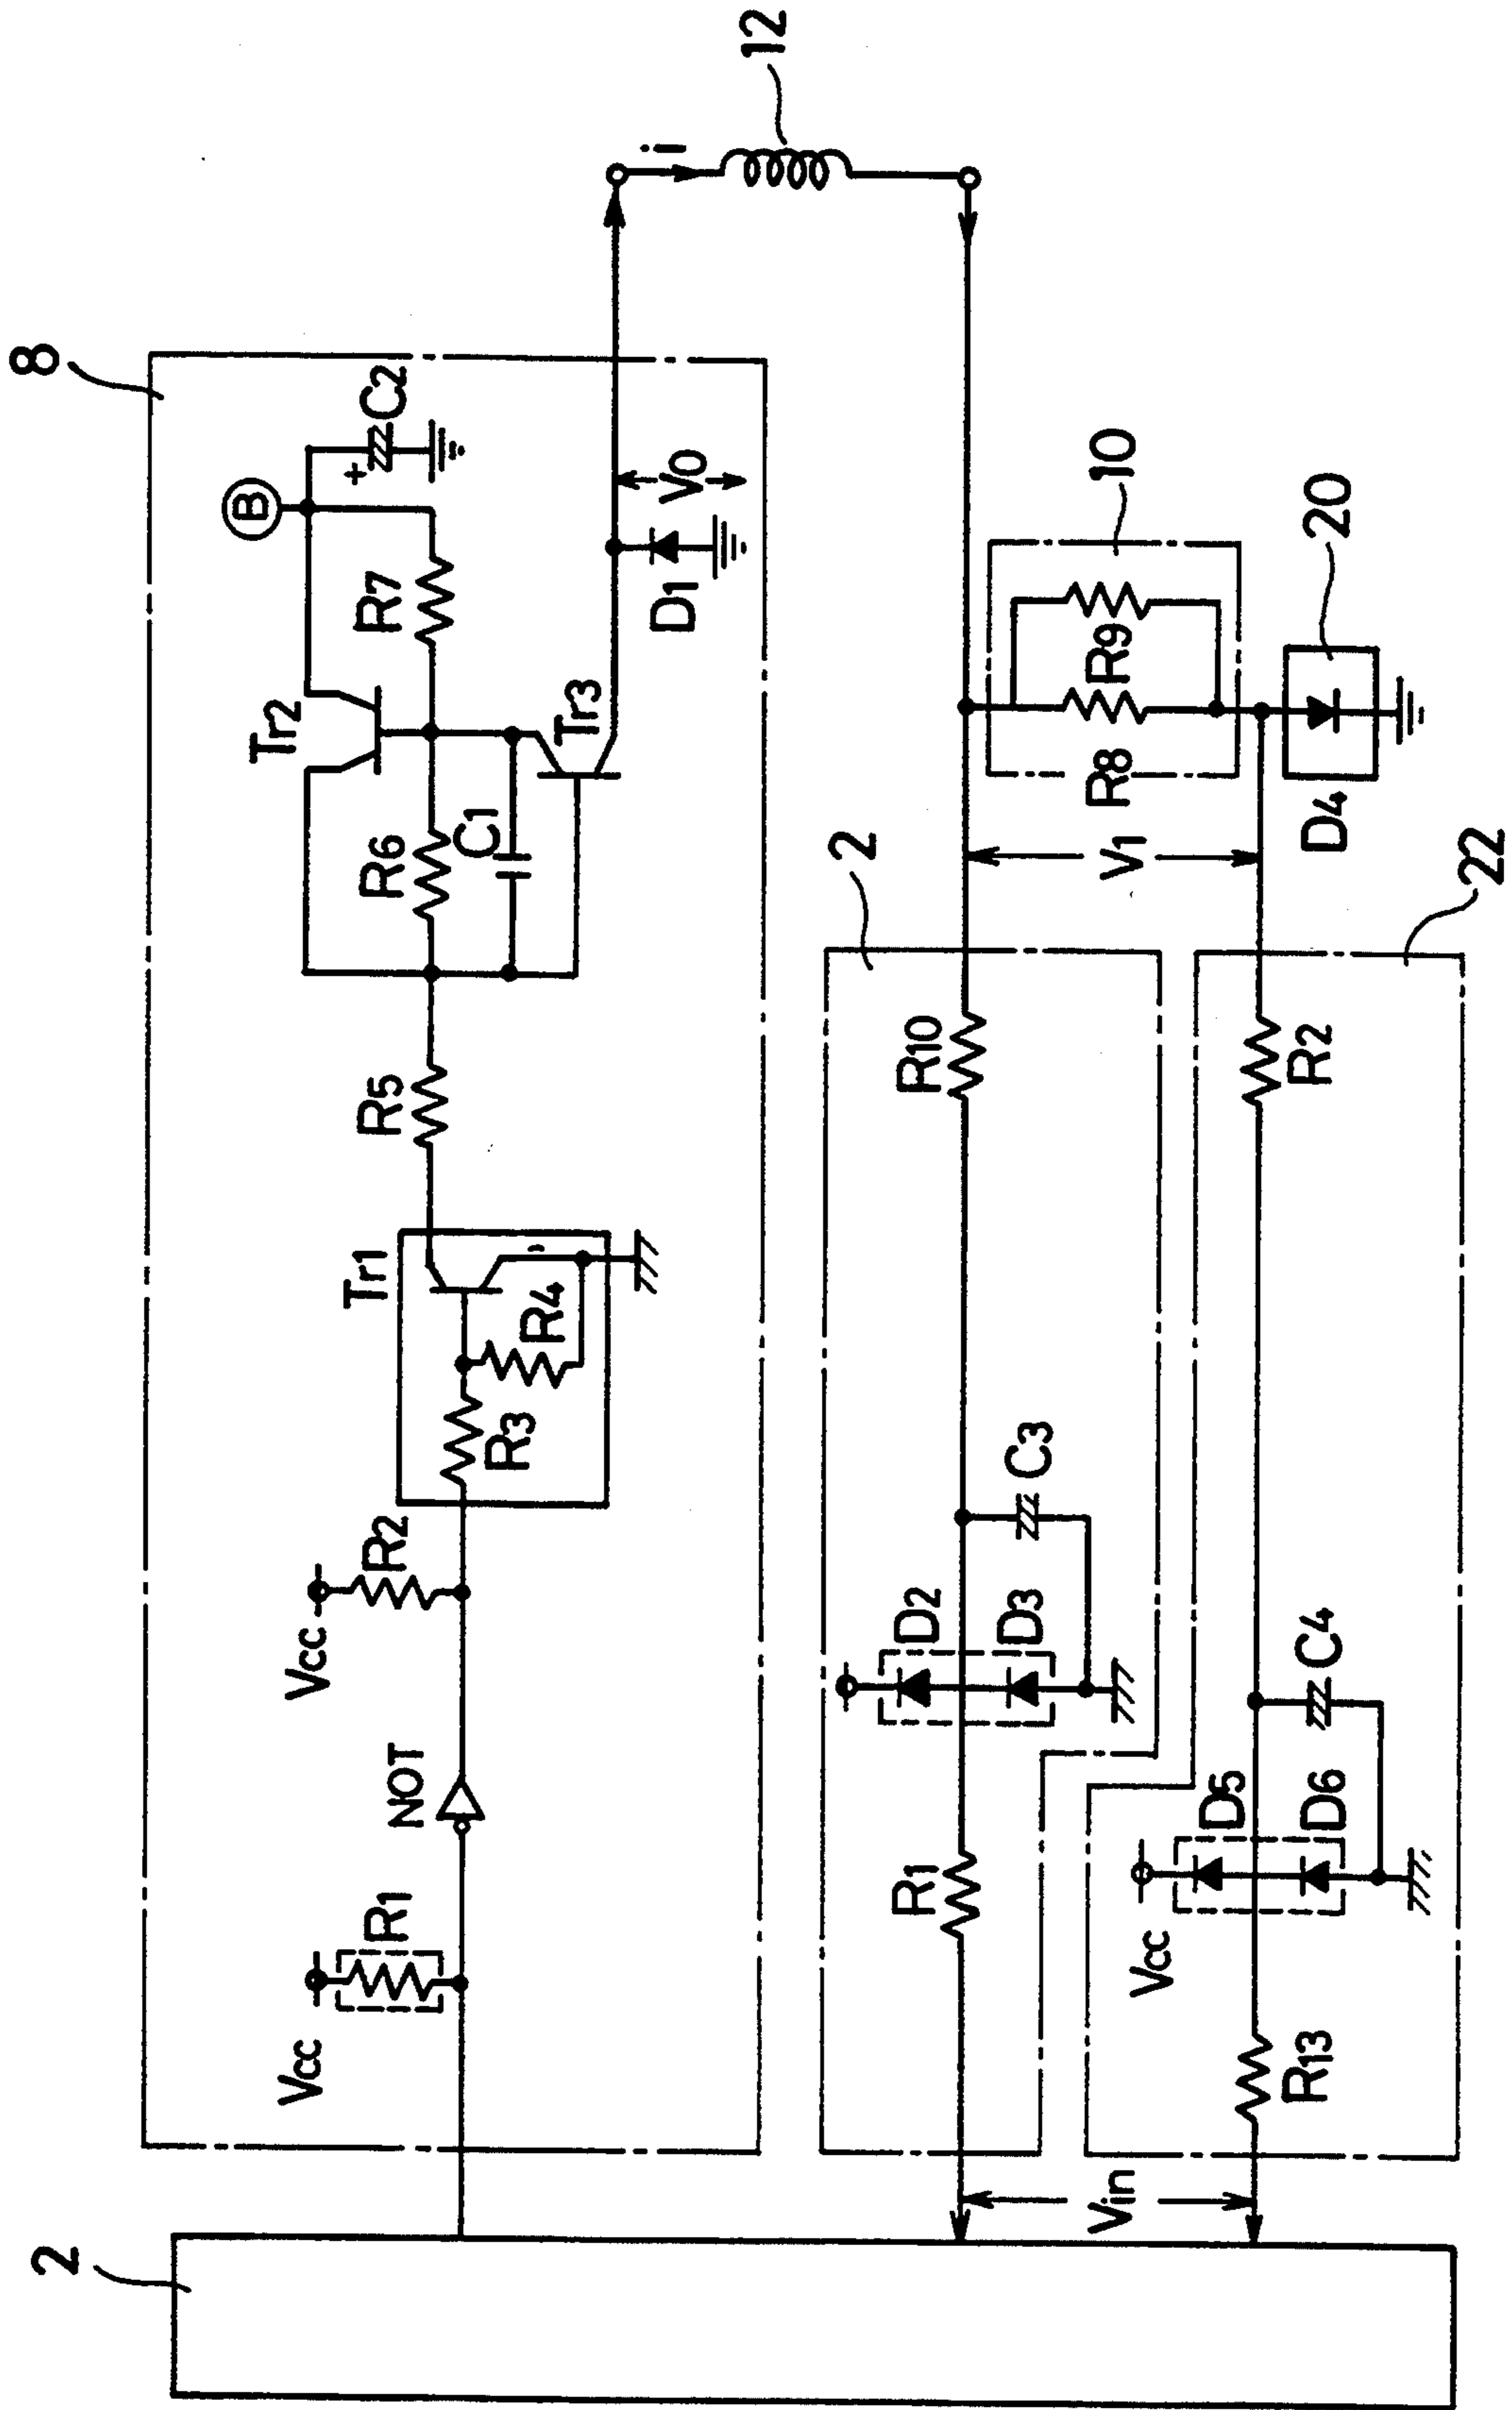 8
B
C2
+
R7
Tr2
R6
C1
Tr3
D1
V0
i
12
R5
Tr1
R4
R3
Vcc
R2
NOT
Vcc
R1
2
2
R10
C3
D2
D3
R1
V1
R9
R8
10
20
D4
22
R2
C4
D5
D6
Vcc
R13
Vin